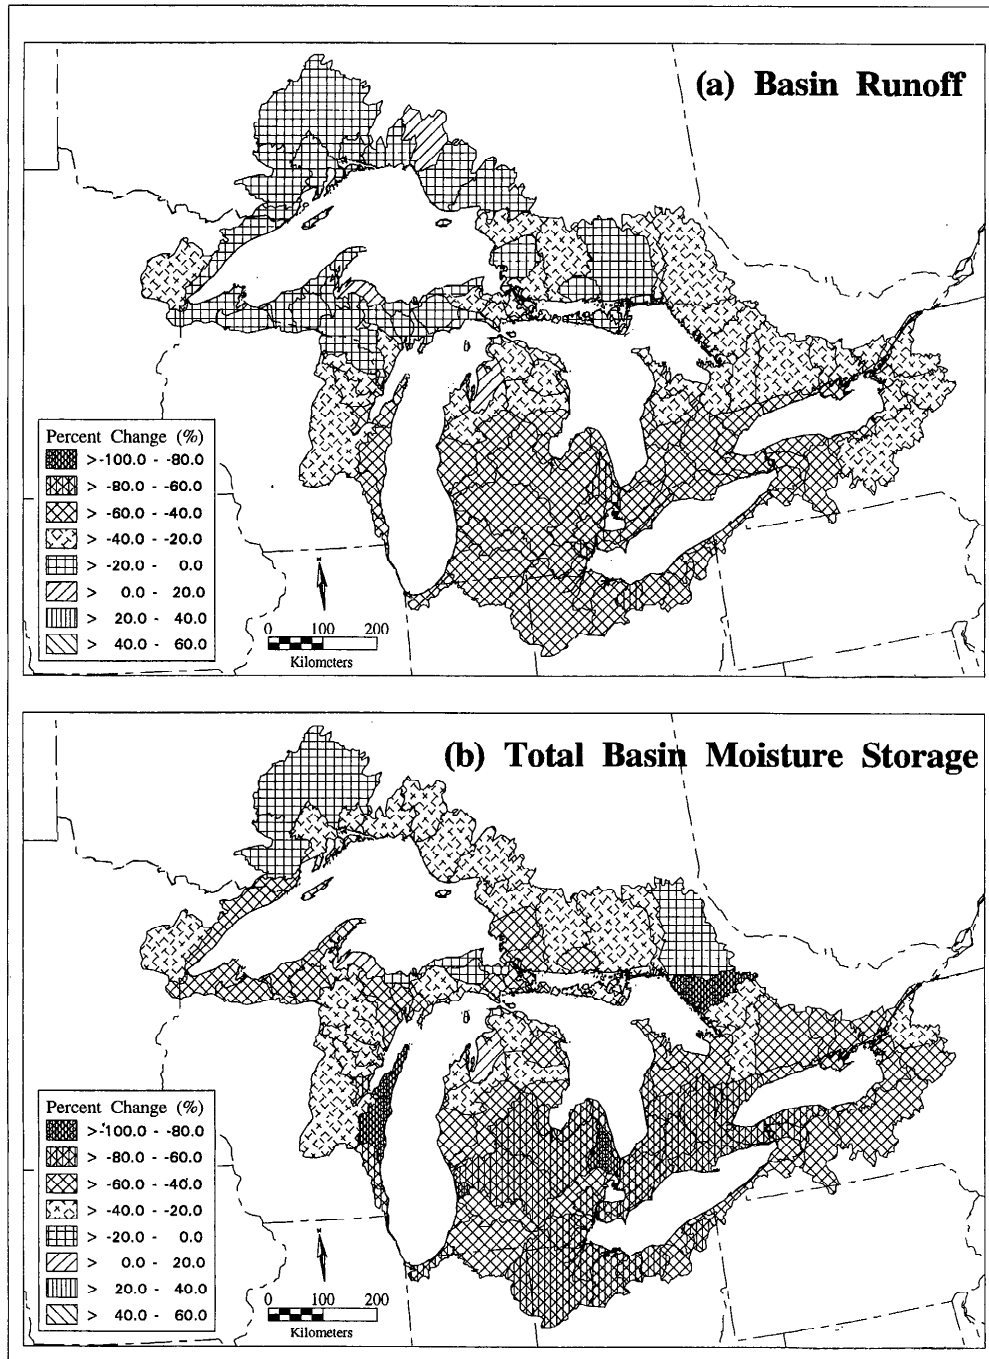 (a) Basin Runoff
Percent Change (%)
>-100.0 - -80.0
> -80.0 - -60.0
> -60.0 - -40.0
> -40.0 - -20.0
> -20.0 - 0.0
> 0.0 - 20.0
> 20.0 - 40.0
> 40.0 - 60.0
0 100 200
Kilometers
(b) Total Basin Moisture Storage
Percent Change (%)
>-100.0 - -80.0
> -80.0 - -60.0
> -60.0 - -40.0
> -40.0 - -20.0
> -20.0 - 0.0
> 0.0 - 20.0
> 20.0 - 40.0
> 40.0 - 60.0
0 100 200
Kilometers